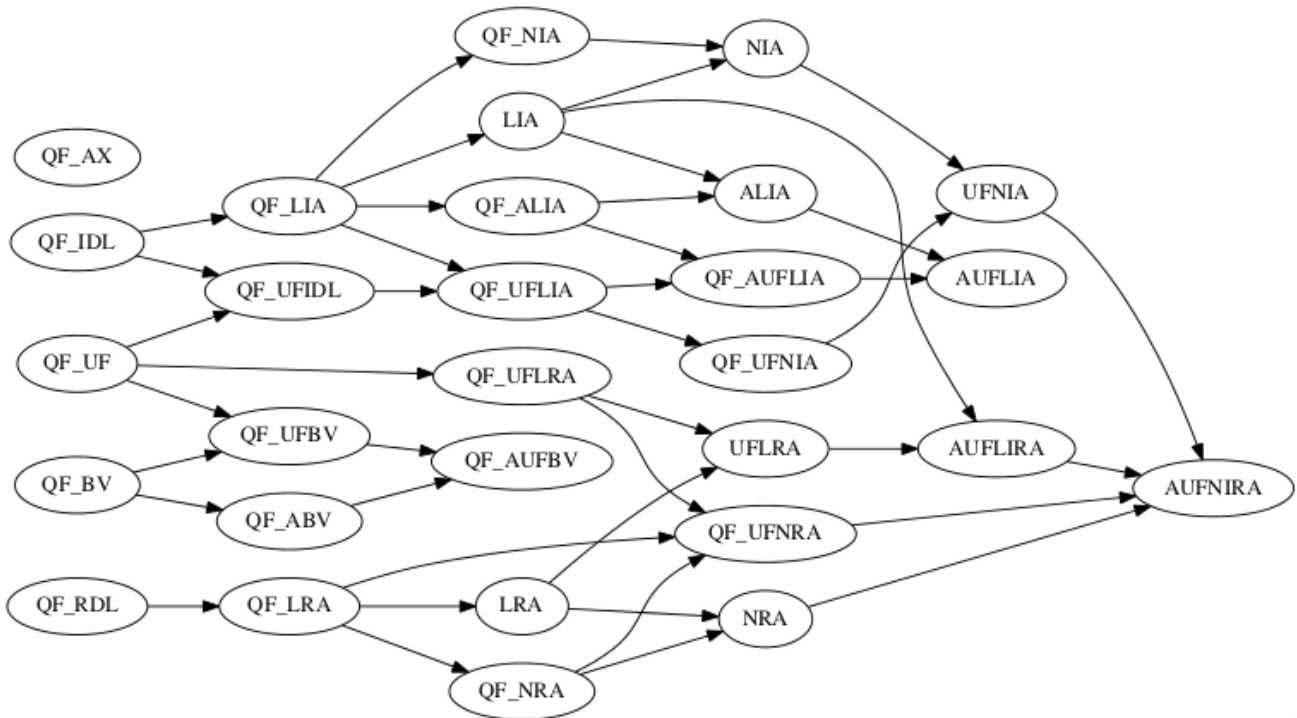 QF_NIA
NIA
LIA
QF_AX
QF_LIA
QF_ALIA
ALIA
UFNIA
QF_IDL
QF_UFIDL
QF_UFLIA
QF_AUFLIA
AUFLIA
QF_UF
QF_UFLRA
QF_UFNIA
QF_UFBV
QF_AUFBV
UFLRA
AUFLIRA
QF_BV
QF_ABV
QF_UFNRA
AUFNIRA
QF_RDL
QF_LRA
LRA
NRA
QF_NRA